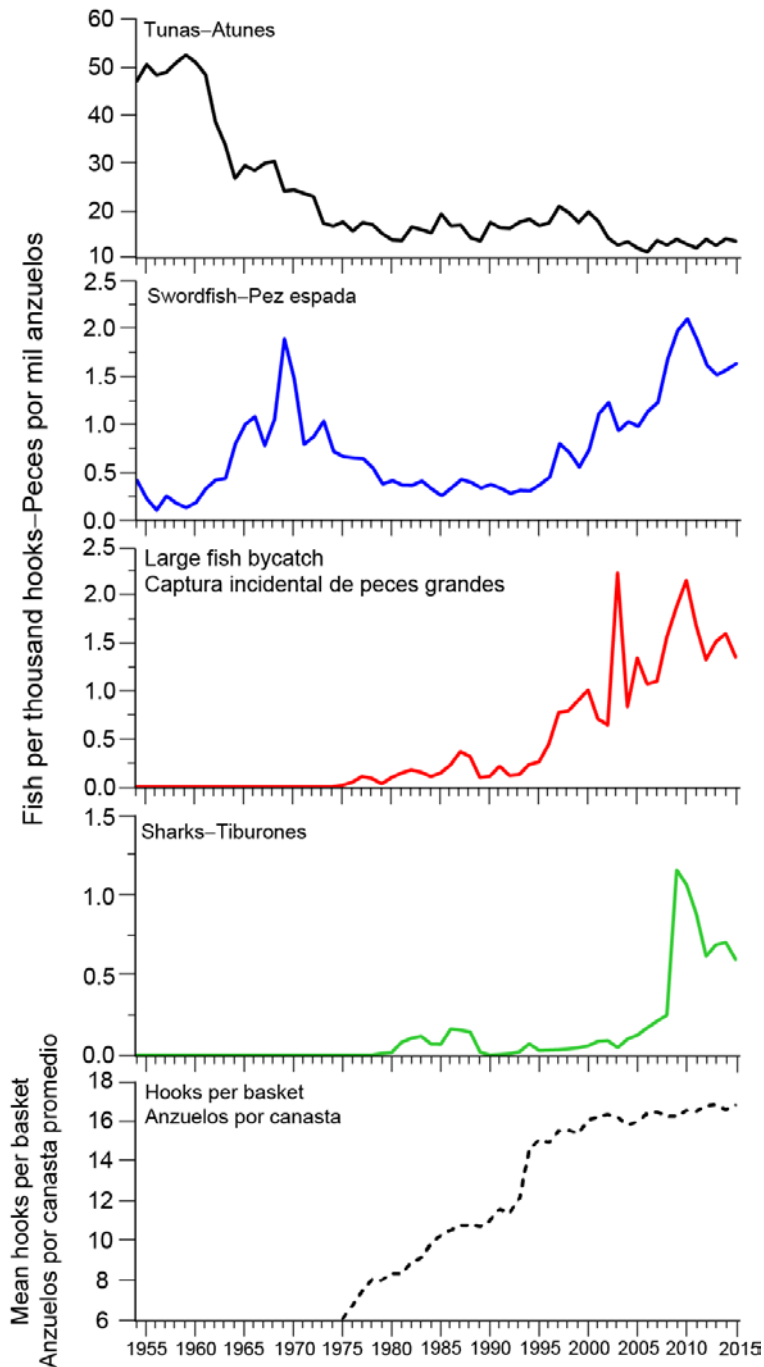 Fish per thousand hooks–Peces por mil anzuelos
Tunas–Atunes
60
50
40
30
20
10
Swordfish–Pez espada
2.5
2.0
1.5
1.0
0.5
0.0
Large fish bycatch
Captura incidental de peces grandes
2.5
2.0
1.5
1.0
0.5
0.0
Sharks–Tiburones
1.5
1.0
0.5
0.0
Mean hooks per basket
Anzuelos por canasta promedio
Hooks per basket
Anzuelos por canasta
18
16
14
12
10
8
6
1955 1960 1965 1970 1975 1980 1985 1990 1995 2000 2005 2010 2015